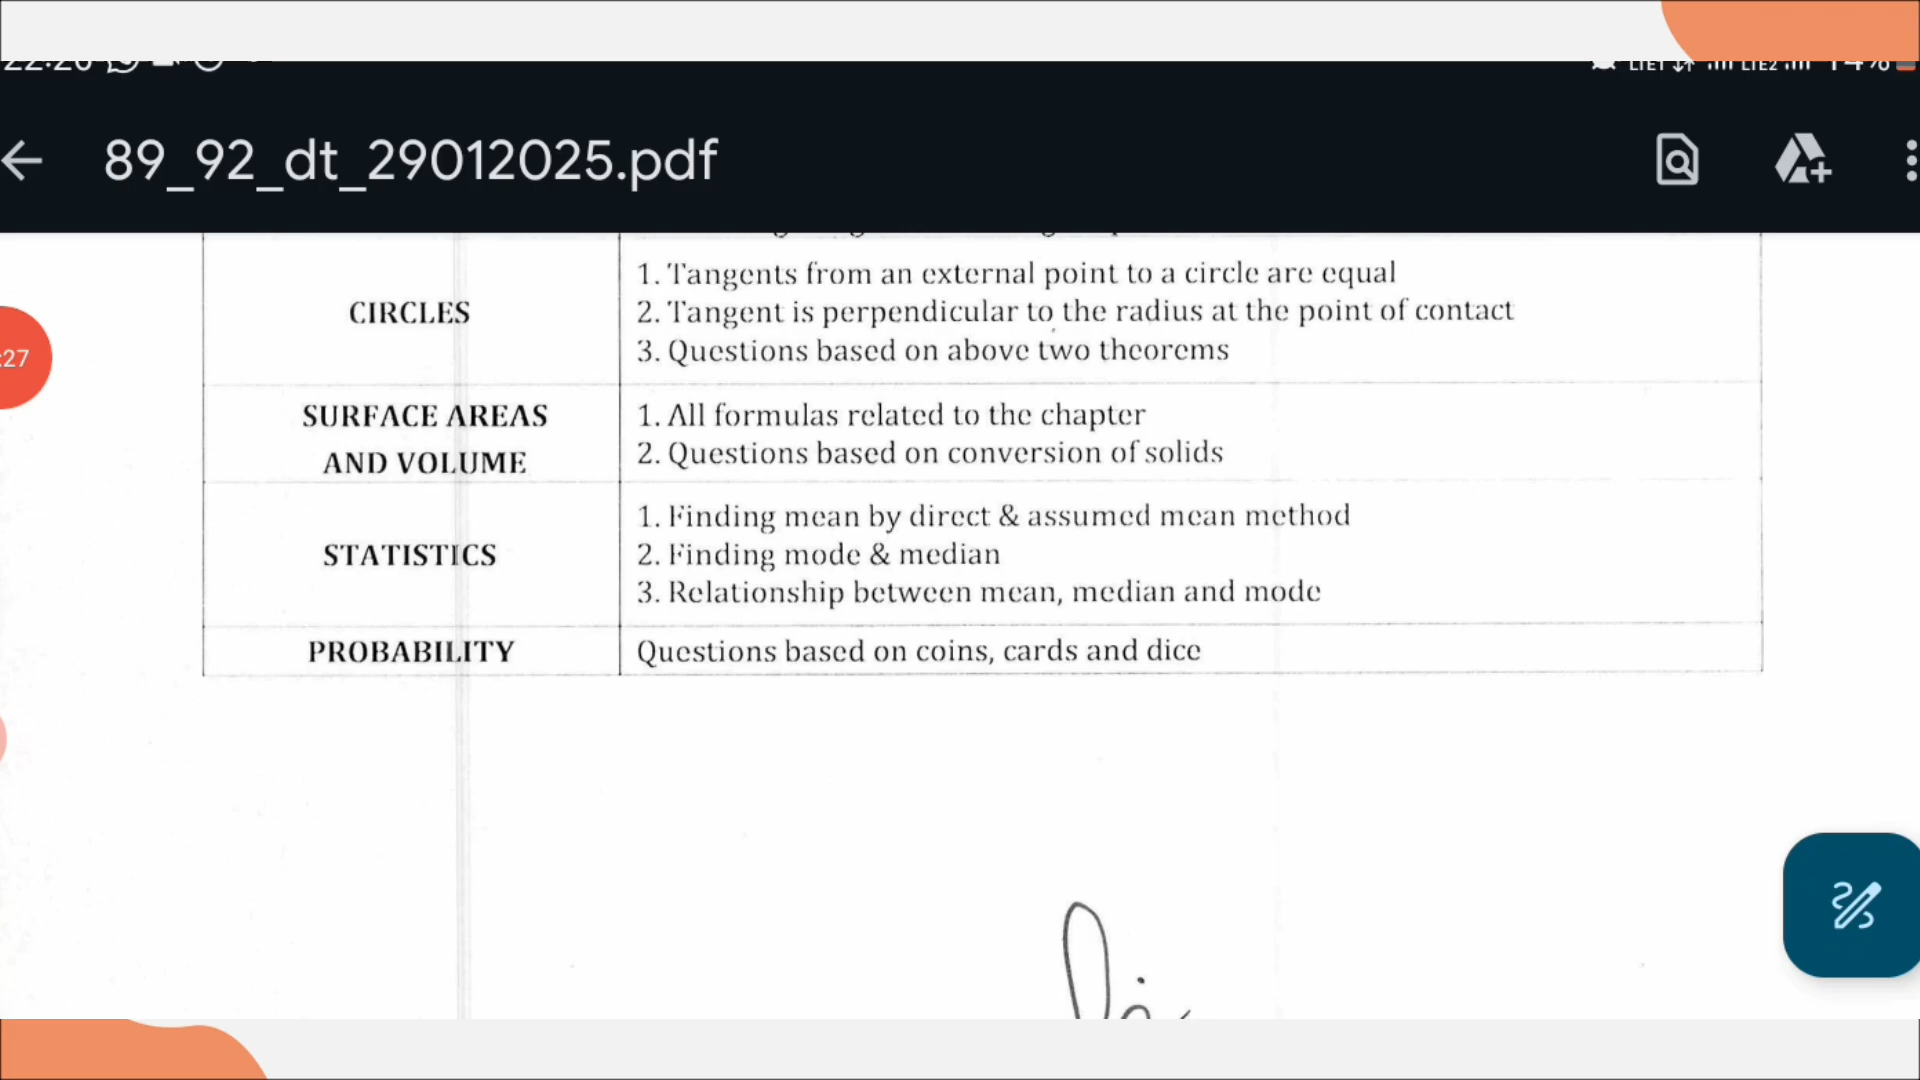 89_92_dt_29012025.pdf
:27
CIRCLES
1. Tangents from an external point to a circle are equal
2. Tangent is perpendicular to the radius at the point of contact
3. Questions based on above two theorems
SURFACE AREAS
AND VOLUME
1. All formulas related to the chapter
2. Questions based on conversion of solids
STATISTICS
1. Finding mean by direct & assumed mean method
2. Finding mode & median
3. Relationship between mean, median and mode
PROBABILITY
Questions based on coins, cards and dice